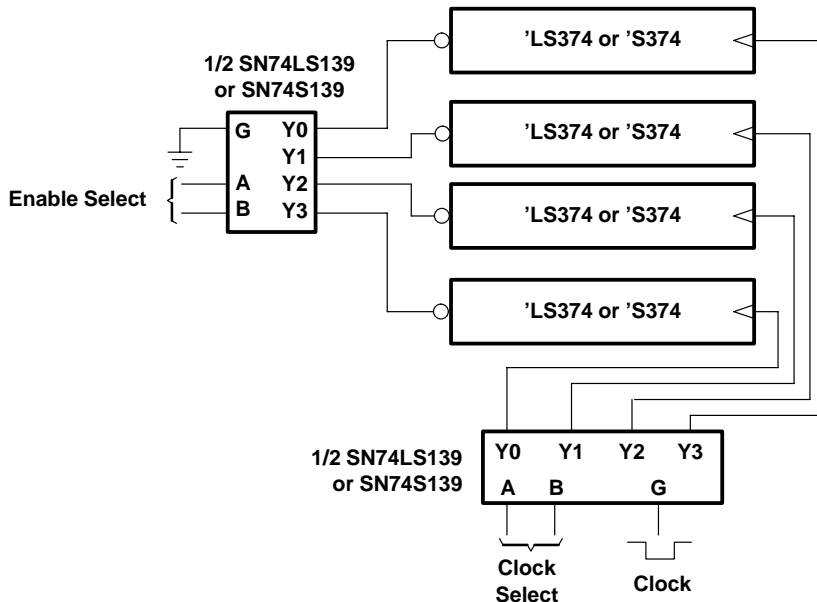 'LS374 or 'S374
1/2 SN74LS139
or SN74S139
G Y0
Y1
A Y2
B Y3
Enable Select
'LS374 or 'S374
'LS374 or 'S374
'LS374 or 'S374
1/2 SN74LS139
or SN74S139
Y0 Y1 Y2 Y3
A B G
Clock
Select
Clock